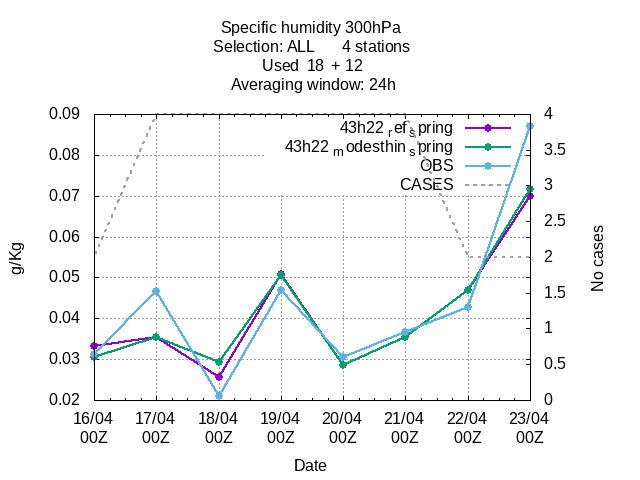 Specific humidity 300hPa
Selection: ALL 4 stations
Used 18 + 12
Averaging window: 24h
0.09
0.08
0.07
0.06
0.05
0.04
0.03
0.02
g/Kg
43h22 ref spring
43h22 modesthin spring
OBS
CASES
4
3.5
3
2.5
2
1.5
1
0.5
0
No cases
16/04 17/04 18/04 19/04 20/04 21/04 22/04 23/04
00Z 00Z 00Z 00Z 00Z 00Z 00Z 00Z
Date